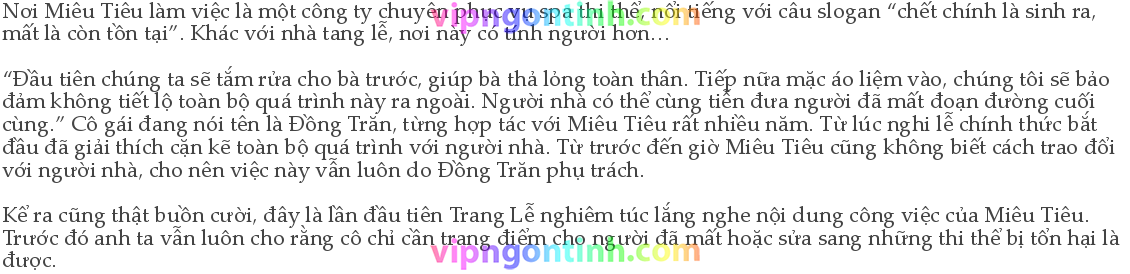 Nơi Miêu Tiêu làm việc là một công ty chuyên phục vụ spa thi thể, nổi tiếng với câu slogan “chết chính là sinh ra,
vipngontinh.com
mất là còn tồn tại”. Khác với nhà tang lễ, nơi này có tình người hơn…
“Đầu tiên chúng ta sẽ tắm rửa cho bà trước, giúp bà thả lỏng toàn thân. Tiếp nữa mặc áo liệm vào, chúng tôi sẽ bảo
đảm không tiết lộ toàn bộ quá trình này ra ngoài. Người nhà có thể cùng tiễn đưa người đã mất đoạn đường cuối
cùng.” Cô gái đang nói tên là Đồng Trăn, từng hợp tác với Miêu Tiêu rất nhiều năm. Từ lúc nghi lễ chính thức bắt
đầu đã giải thích cặn kẽ toàn bộ quá trình với người nhà. Từ trước đến giờ Miêu Tiêu cũng không biết cách trao đổi
với người nhà, cho nên việc này vẫn luôn do Đồng Trăn phụ trách.
Kể ra cũng thật buồn cười, đây là lần đầu tiên Trang Lễ nghiêm túc lắng nghe nội dung công việc của Miêu Tiêu.
Trước đó anh ta vẫn luôn cho rằng cô chỉ cần trang điểm cho người đã mất hoặc sửa sang những thi thể bị tổn hại là
vipngontinh.com
được.